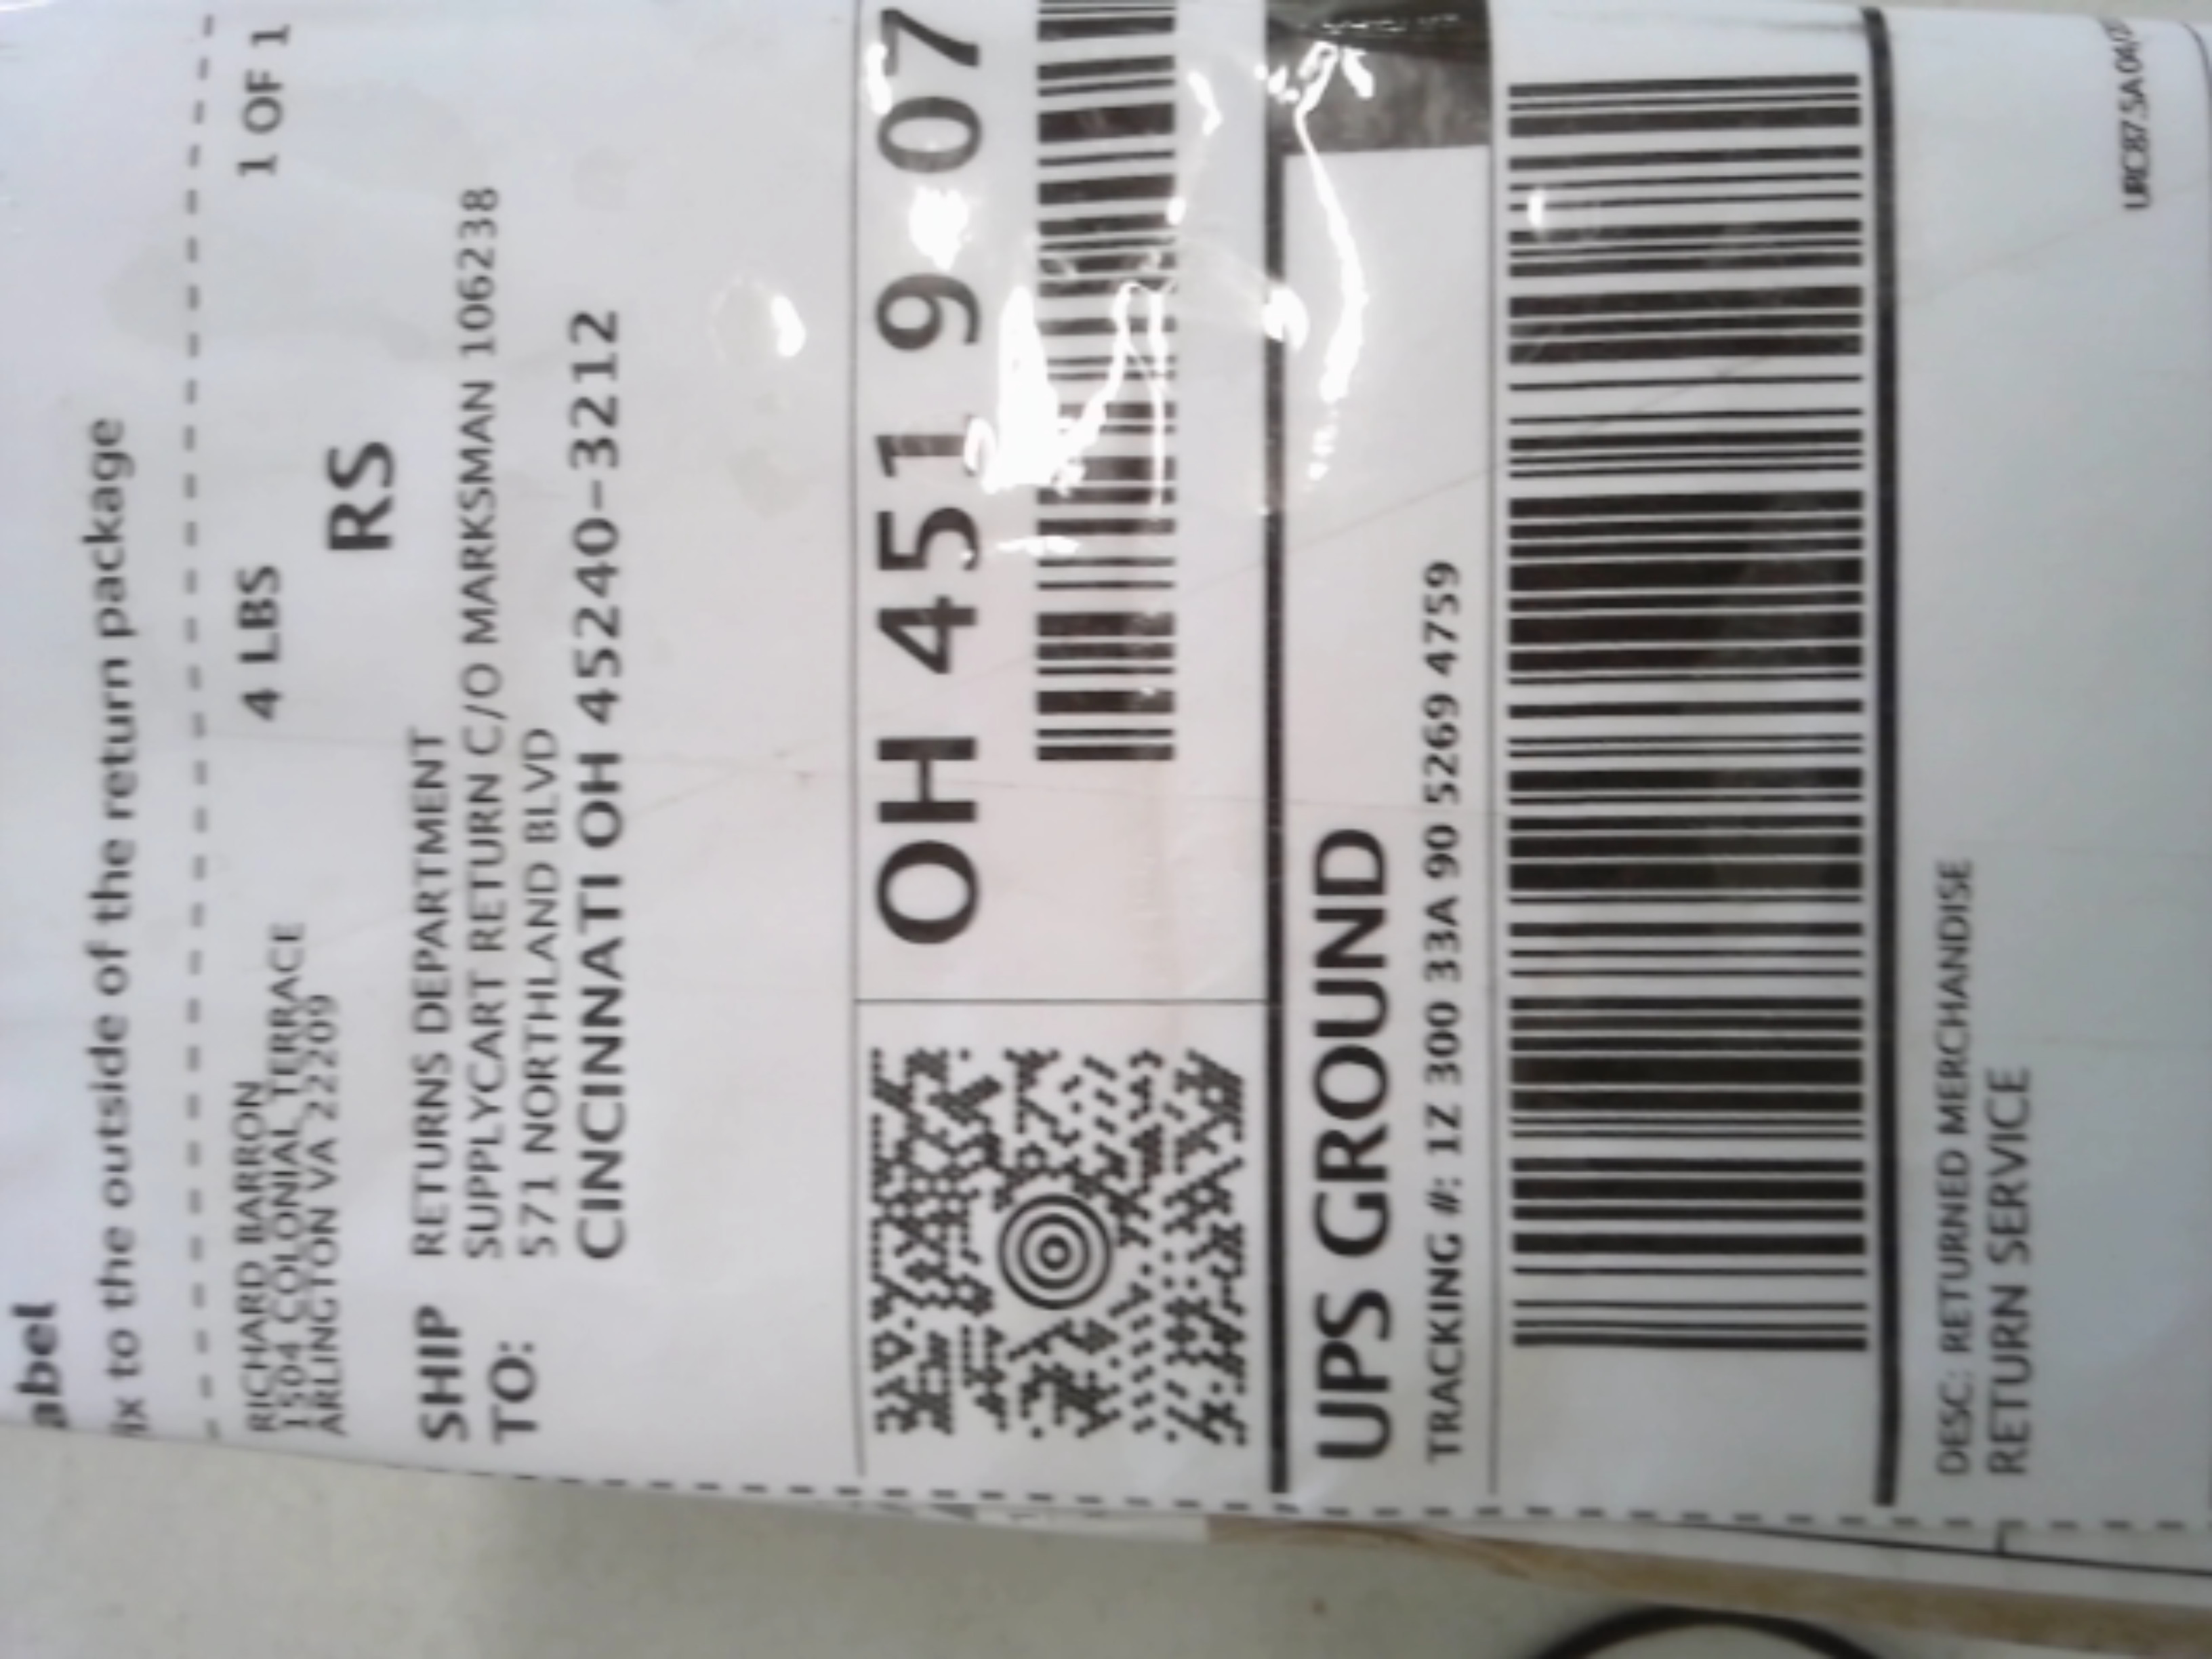 abel
to the outside of the return package
RICHARD BARRON
1504 COLONIAL TERRACE
ARLINGTON VA 22209
4 LBS
1 OF 1
RS
SHIP TO:
RETURNS DEPARTMENT
SUPPLYCART RETURN C/O MARKSMAN 106238
571 NORTHLAND BLVD
CINCINNATI OH 45240-3212
OH 451 9-07
UPS GROUND
TRACKING #: 1Z 300 33A 90 5269 4759
DESC: RETURNED MERCHANDISE
RETURN SERVICE